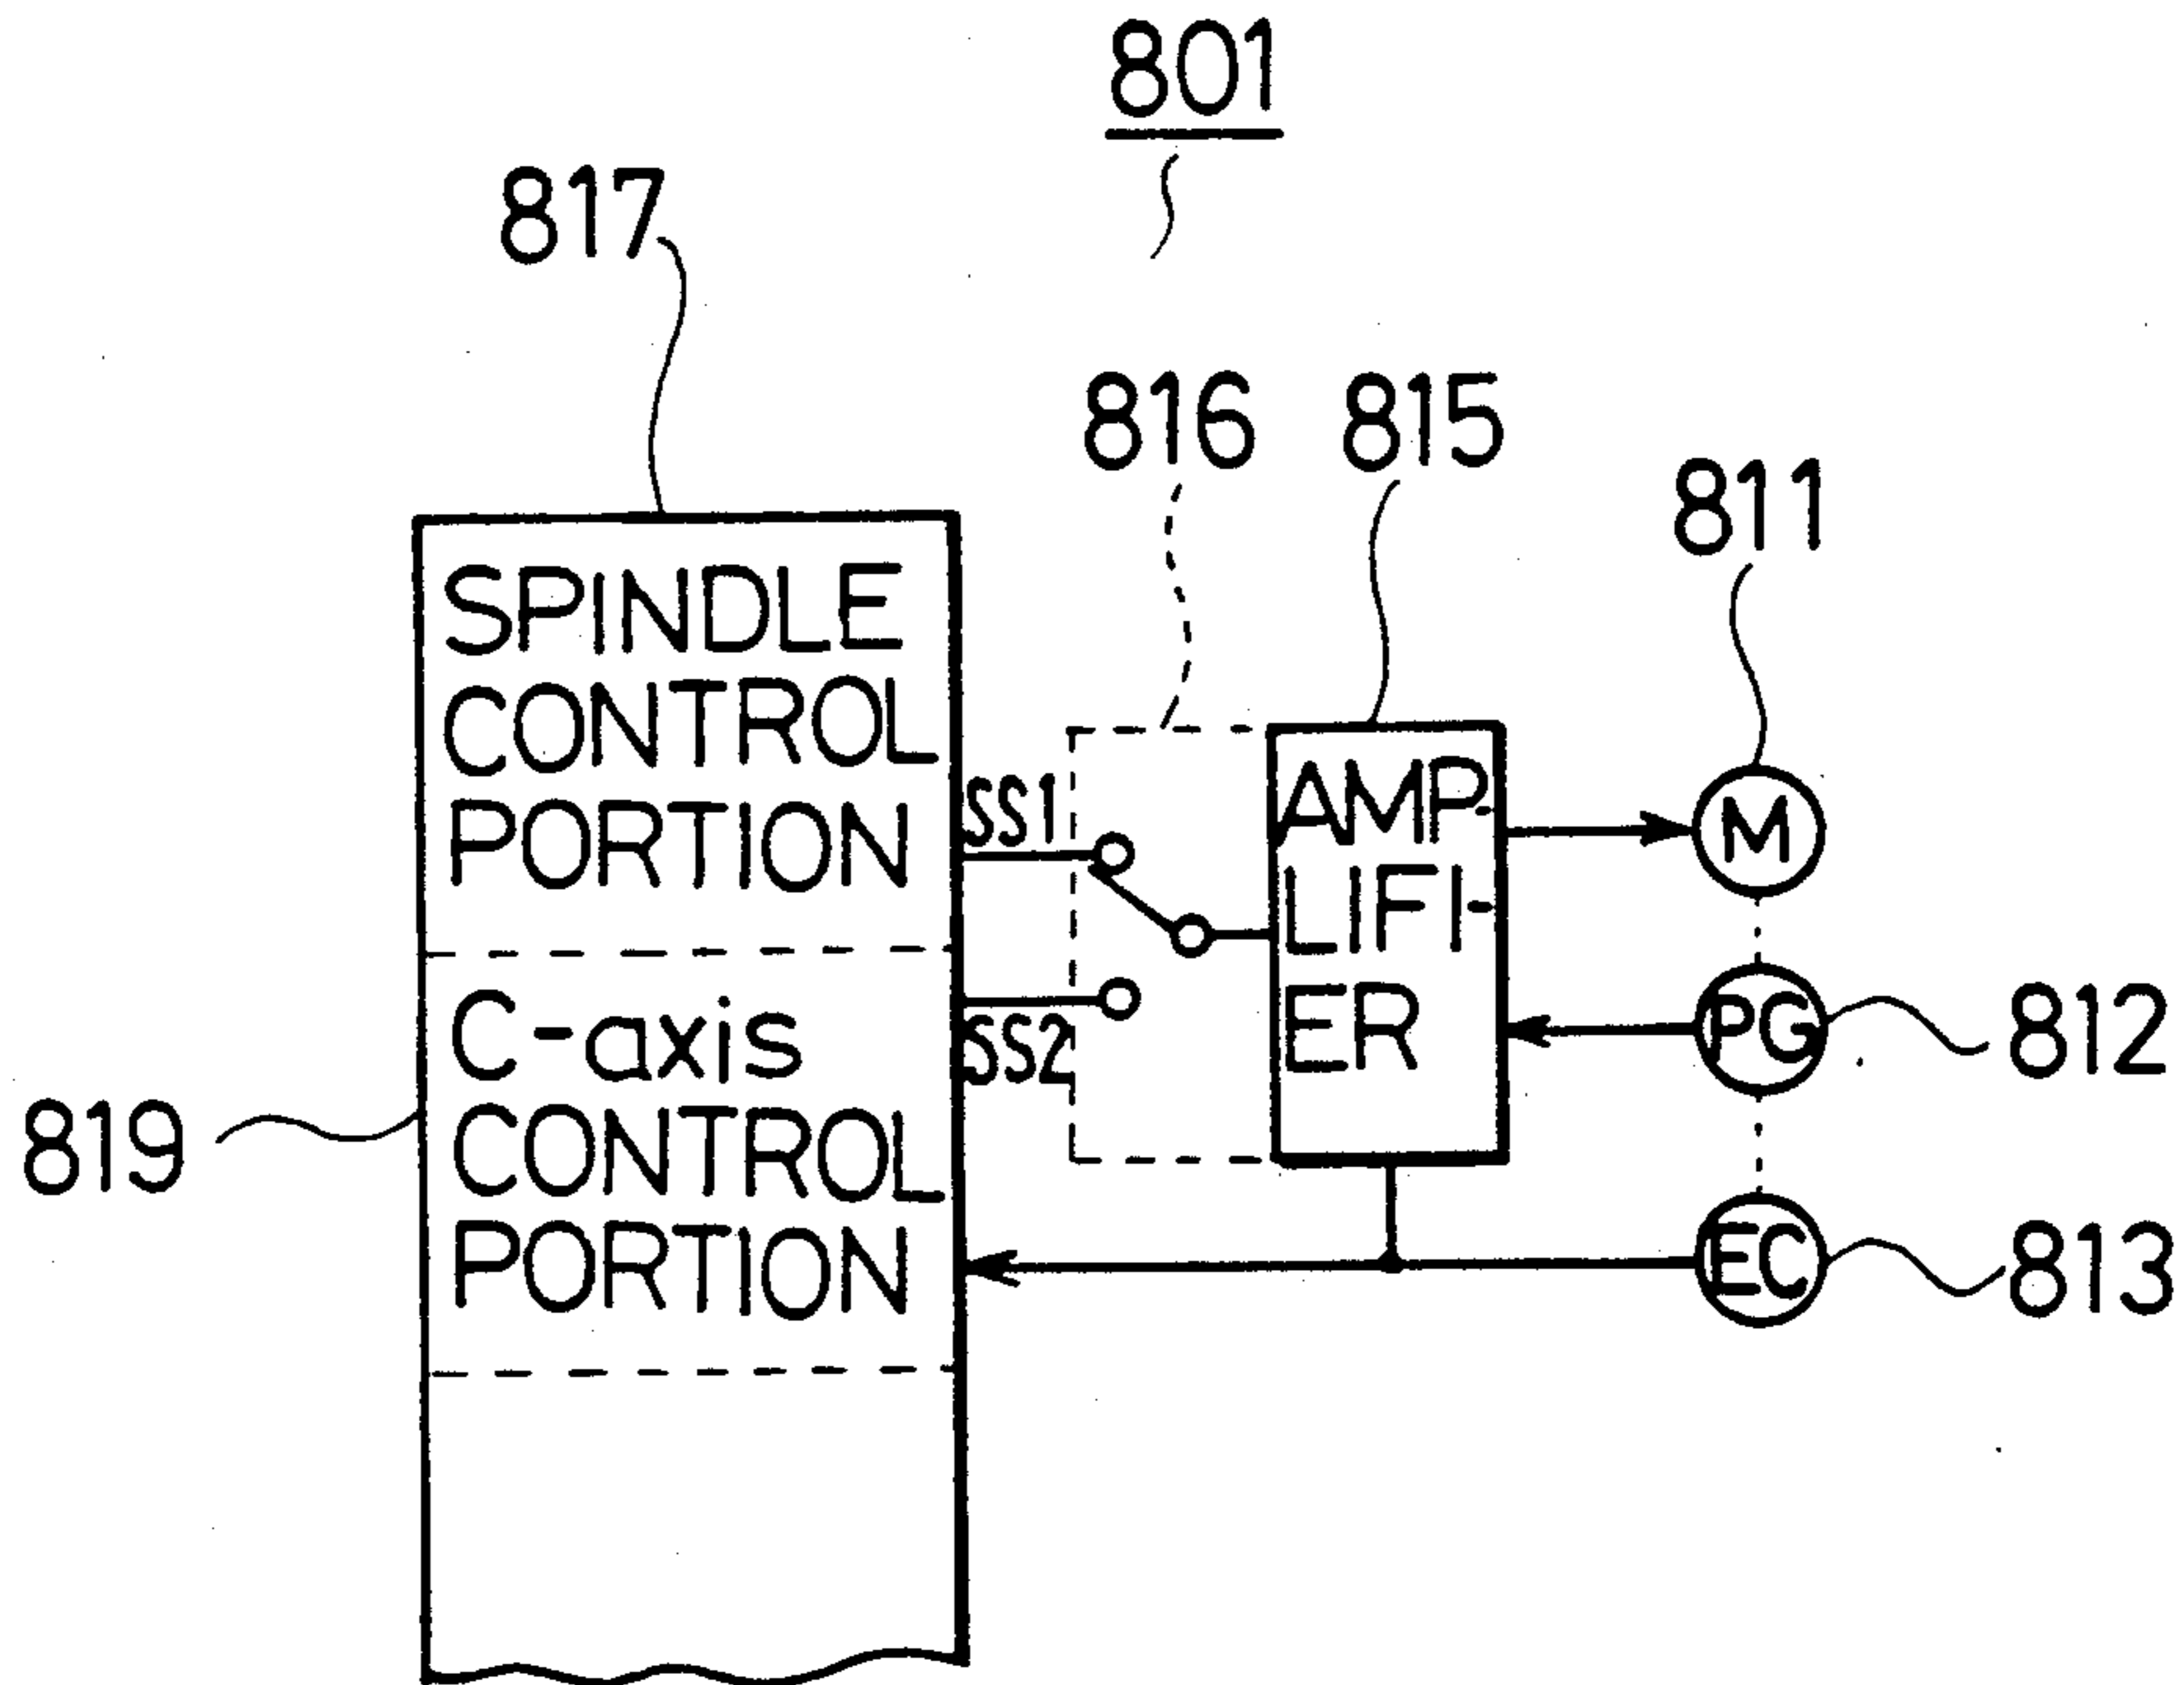 801
817
816
815
811
SPINDLE
CONTROL
PORTION
SS1
AMP-
LIFI-
ER
M
C-axis
CONTROL
PORTION
SS2
PG
812
819
EC
813